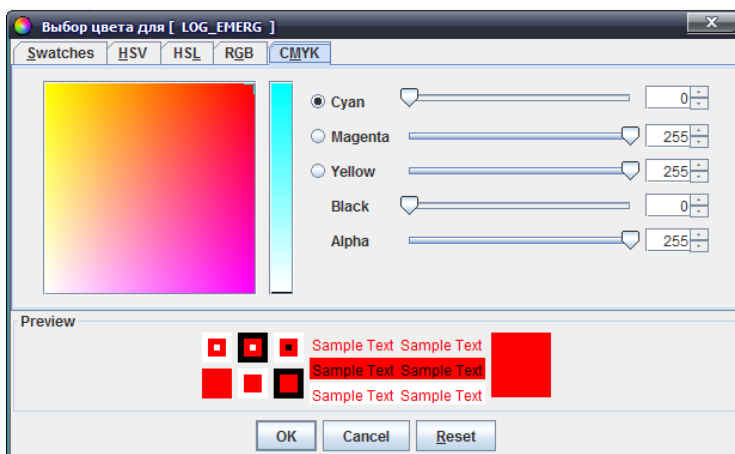 Выбор цвета для [ LOG_EMERG ]
Swatches HSV HSL RGB CMYK
Cyan 0
Magenta 255
Yellow 255
Black 0
Alpha 255
Preview
Sample Text Sample Text
Sample Text Sample Text
Sample Text Sample Text
OK Cancel Reset